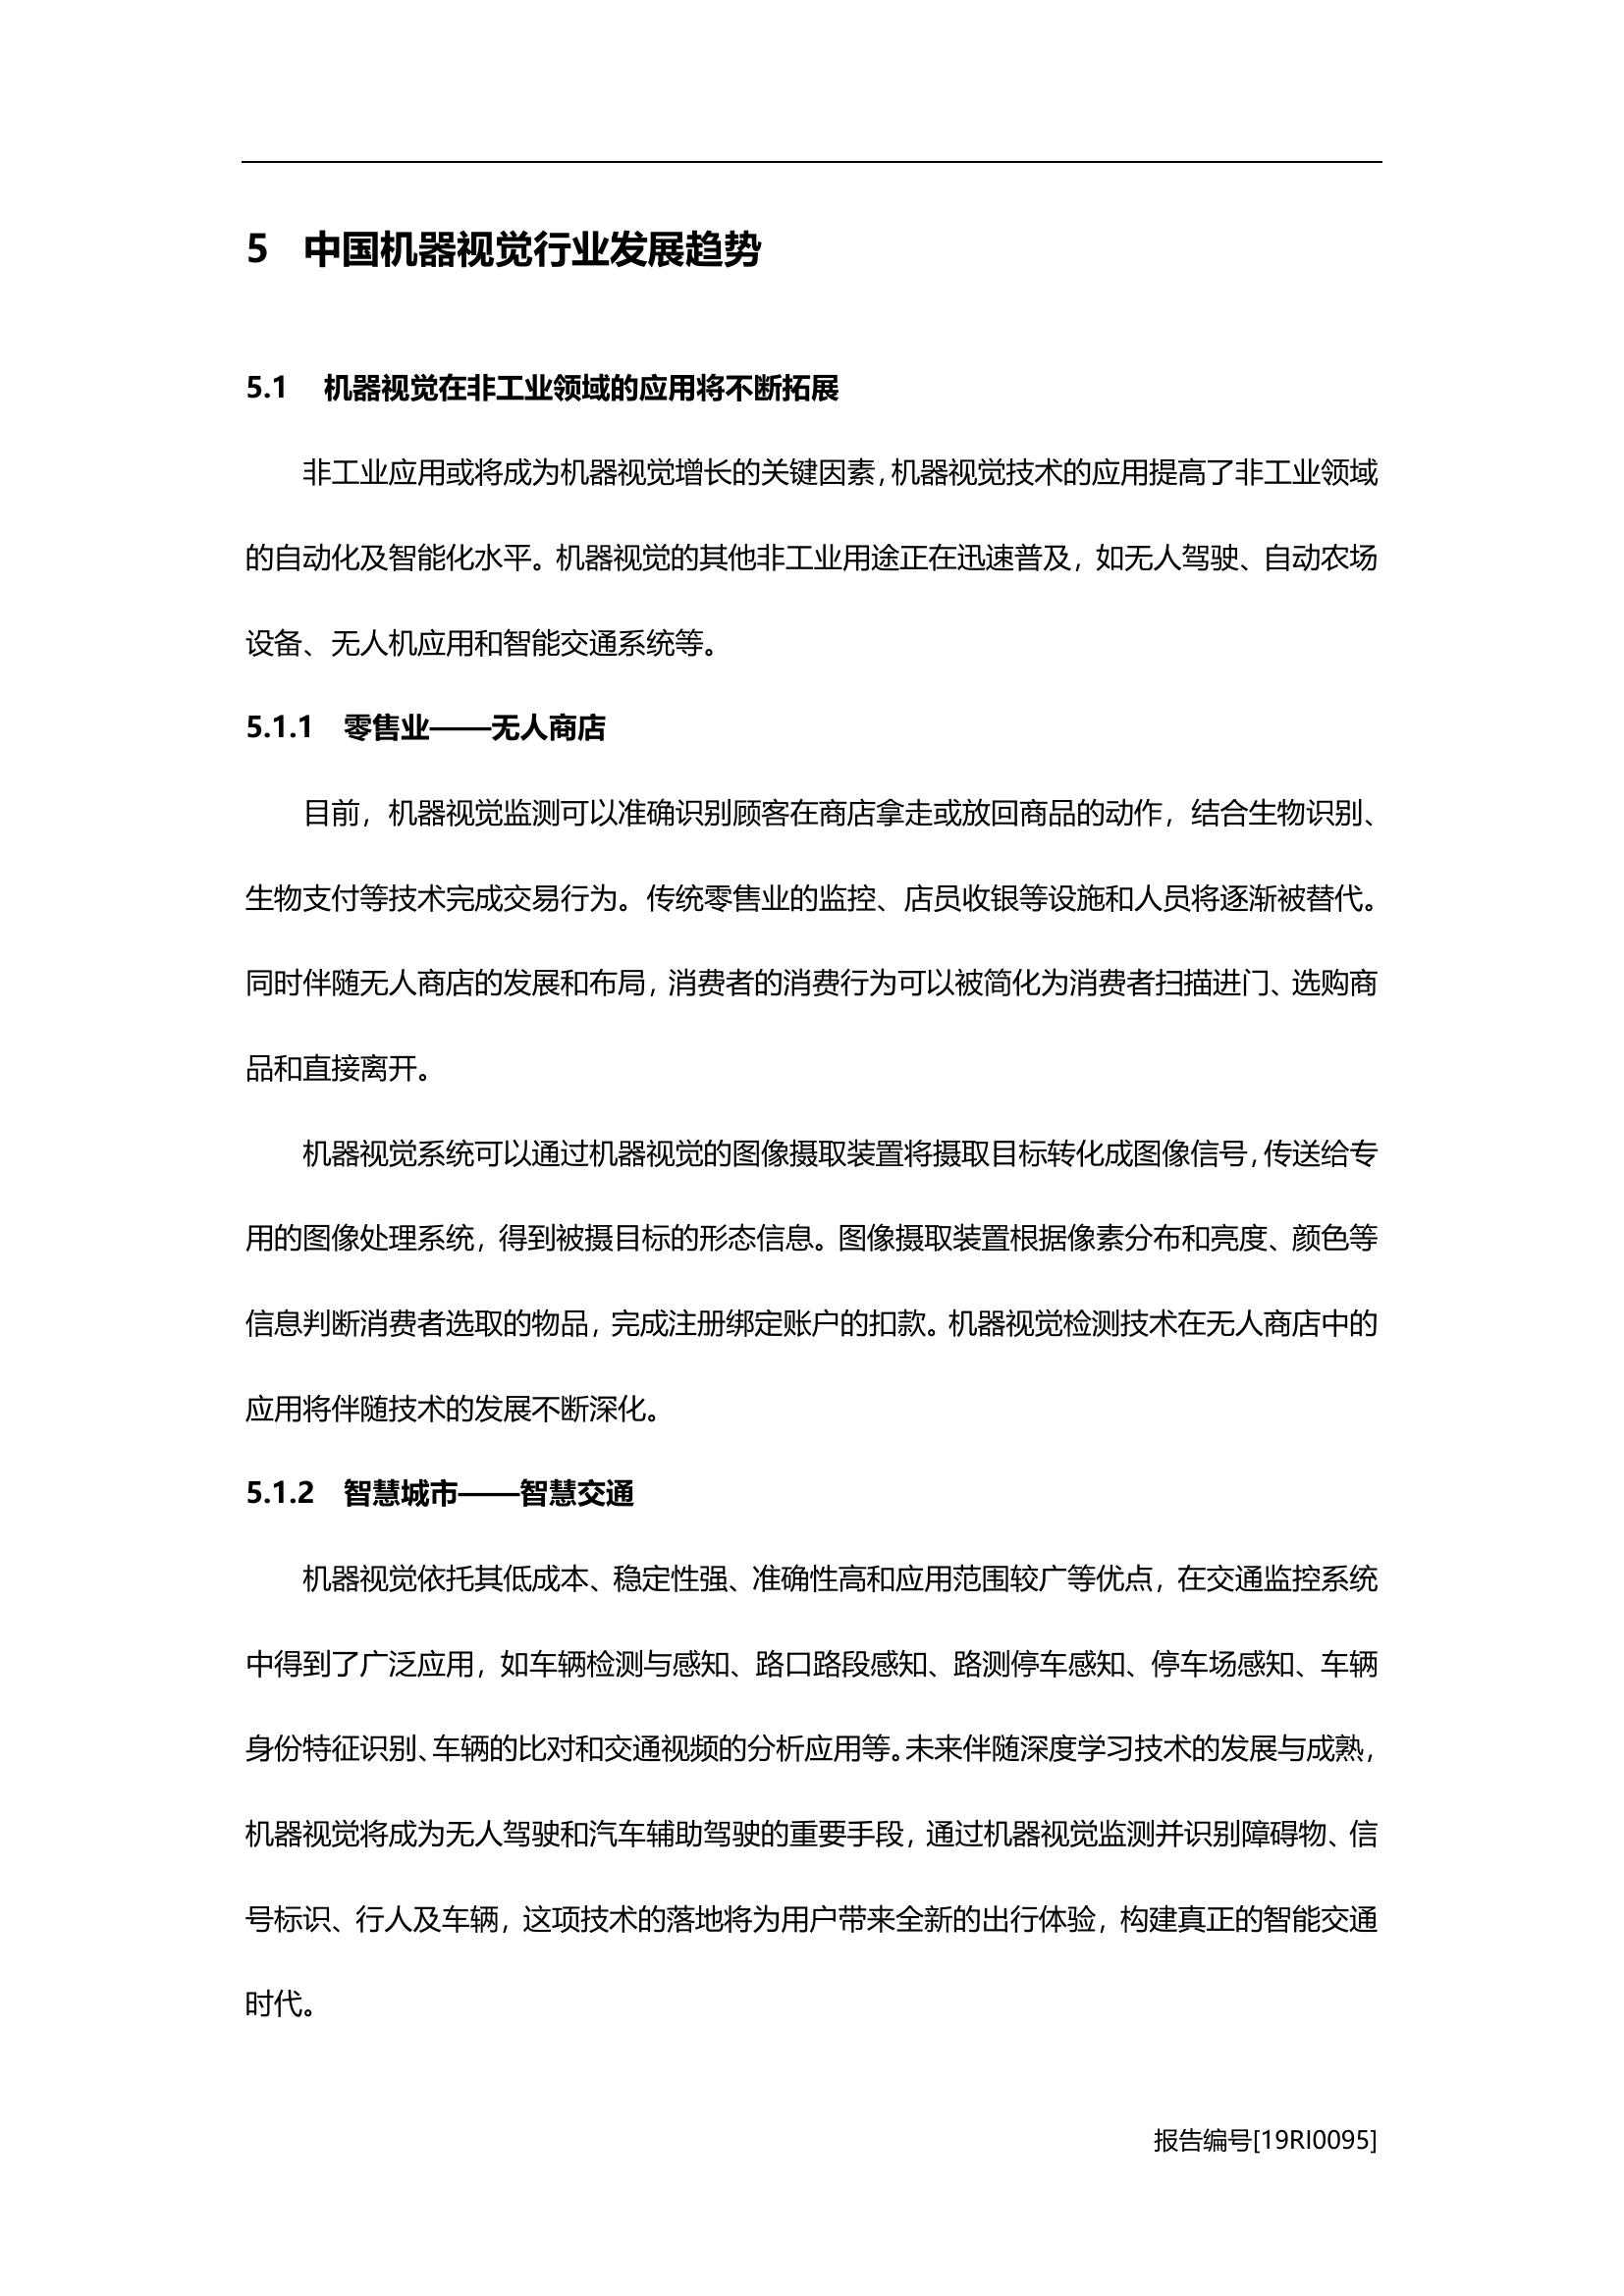 5 中国机器视觉行业发展趋势
5.1 机器视觉在非工业领域的应用将不断拓展
非工业应用或将成为机器视觉增长的关键因素，机器视觉技术的应用提高了非工业领域
的自动化及智能化水平。机器视觉的其他非工业用途正在迅速普及，如无人驾驶、自动农场
设备、无人机应用和智能交通系统等。
5.1.1 零售业——无人商店
目前，机器视觉监测可以准确识别顾客在商店拿走或放回商品的动作，结合生物识别、
生物支付等技术完成交易行为。传统零售业的监控、店员收银等设施和人员将逐渐被替代。
同时伴随无人商店的发展和布局，消费者的消费行为可以被简化为消费者扫描进门、选购商
品和直接离开。
机器视觉系统可以通过机器视觉的图像摄取装置将摄取目标转化成图像信号，传送给专
用的图像处理系统，得到被摄目标的形态信息。图像摄取装置根据像素分布和亮度、颜色等
信息判断消费者选取的物品，完成注册绑定账户的扣款。机器视觉检测技术在无人商店中的
应用将伴随技术的发展不断深化。
5.1.2 智慧城市——智慧交通
机器视觉依托其低成本、稳定性强、准确性高和应用范围较广等优点，在交通监控系统
中得到了广泛应用，如车辆检测与感知、路口路段感知、路测停车感知、停车场感知、车辆
身份特征识别、车辆的比对和交通视频的分析应用等。未来伴随深度学习技术的发展与成熟，
机器视觉将成为无人驾驶和汽车辅助驾驶的重要手段，通过机器视觉监测并识别障碍物、信
号标识、行人及车辆，这项技术的落地将为用户带来全新的出行体验，构建真正的智能交通
时代。
报告编号[19RI0095]